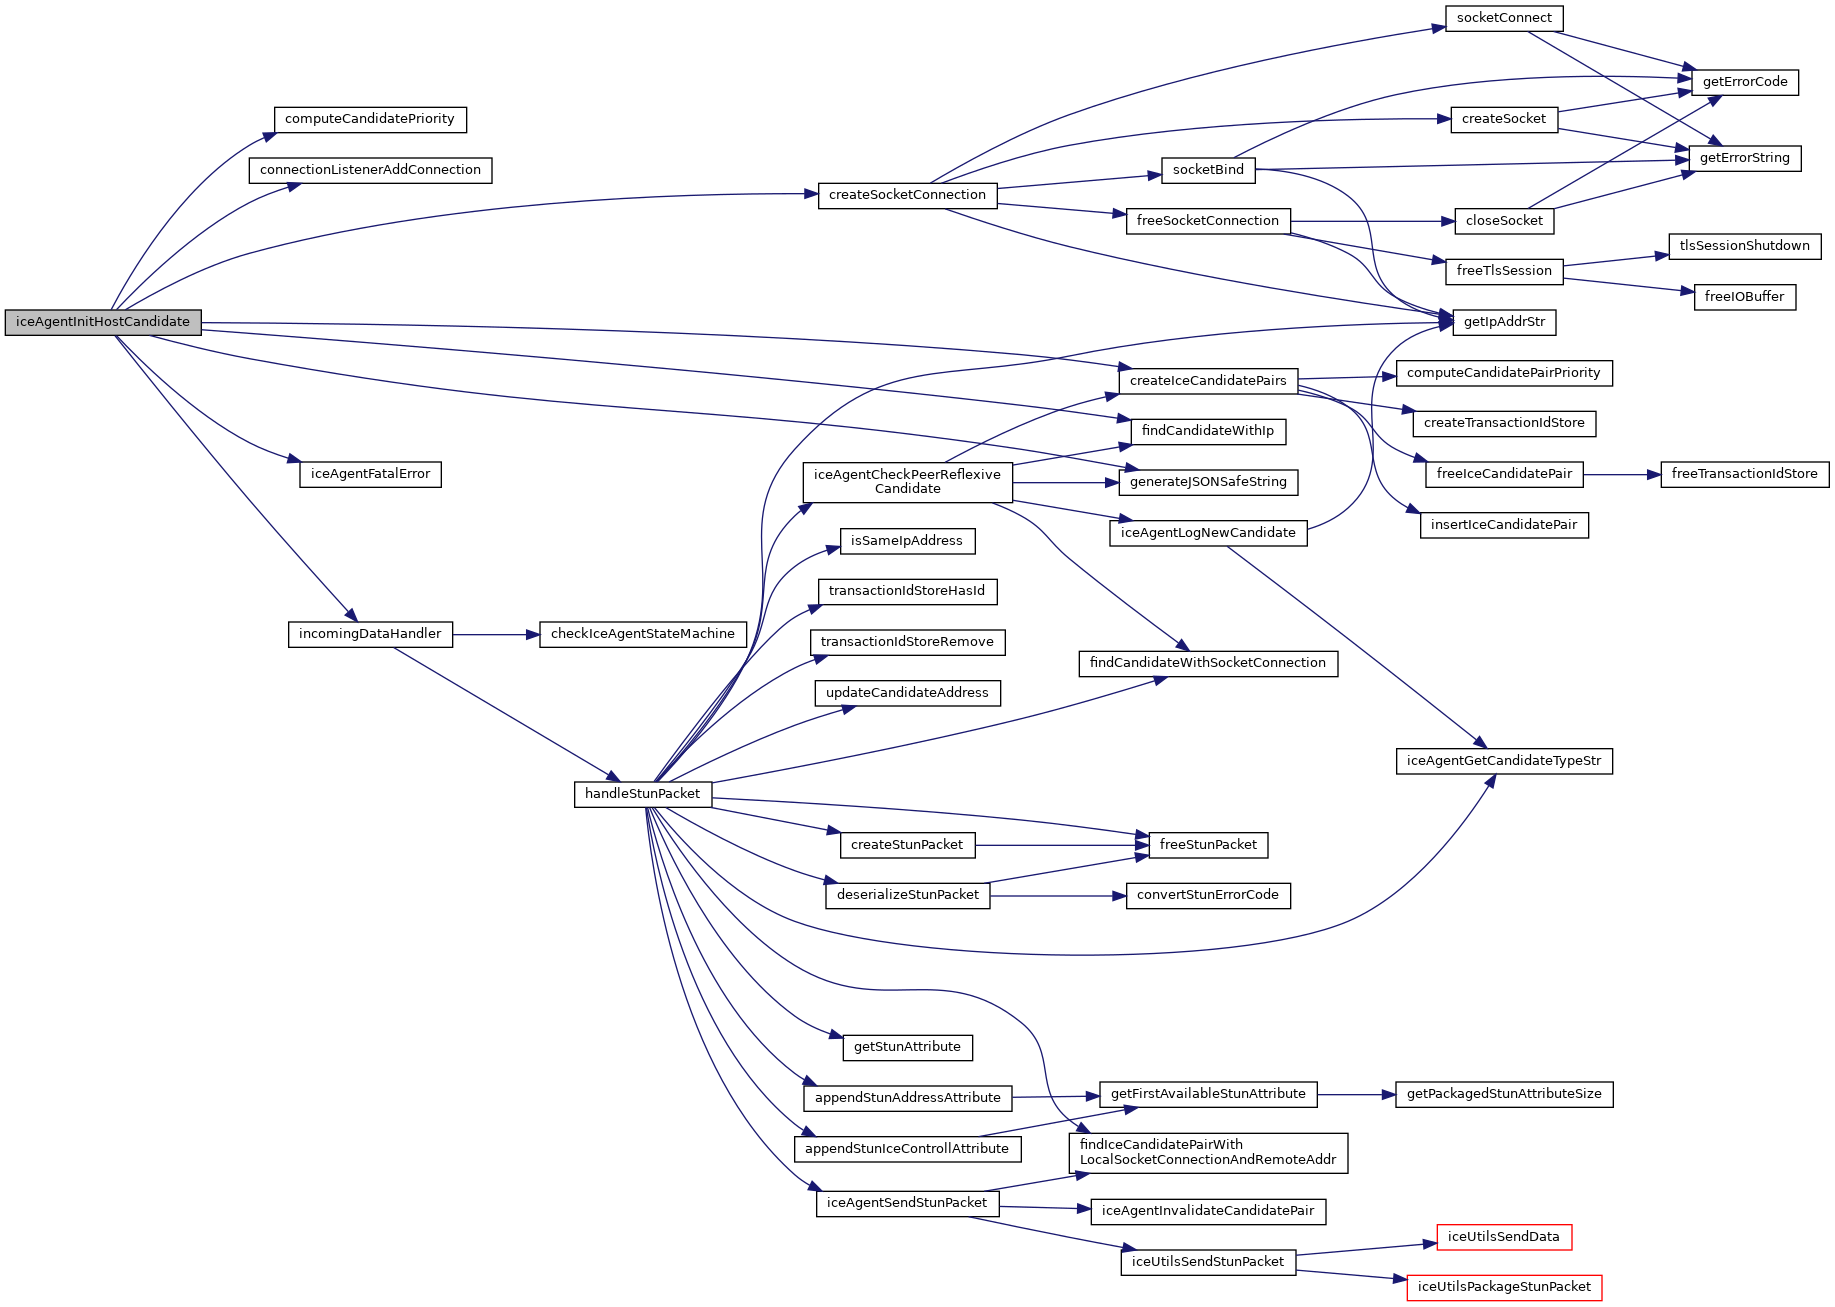 iceAgentInitHostCandidate
computeCandidatePriority
connectionListenerAddConnection
createSocketConnection
socketConnect
getErrorCode
createSocket
getErrorString
socketBind
freeSocketConnection
closeSocket
tlsSessionShutdown
freeTlsSession
freeIOBuffer
getIpAddrStr
createIceCandidatePairs
computeCandidatePairPriority
createTransactionIdStore
findCandidateWithIp
freeIceCandidatePair
freeTransactionIdStore
iceAgentFatalError
iceAgentCheckPeerReflexive
Candidate
generateJSONSafeString
insertIceCandidatePair
iceAgentLogNewCandidate
isSameIpAddress
transactionIdStoreHasId
incomingDataHandler
checkIceAgentStateMachine
transactionIdStoreRemove
findCandidateWithSocketConnection
updateCandidateAddress
iceAgentGetCandidateTypeStr
handleStunPacket
createStunPacket
freeStunPacket
deserializeStunPacket
convertStunErrorCode
getStunAttribute
appendStunAddressAttribute
getFirstAvailableStunAttribute
getPackagedStunAttributeSize
appendStunIceControllAttribute
findIceCandidatePairWith
LocalSocketConnectionAndRemoteAddr
iceAgentSendStunPacket
iceAgentInvalidateCandidatePair
iceUtilsSendStunPacket
iceUtilsSendData
iceUtilsPackageStunPacket